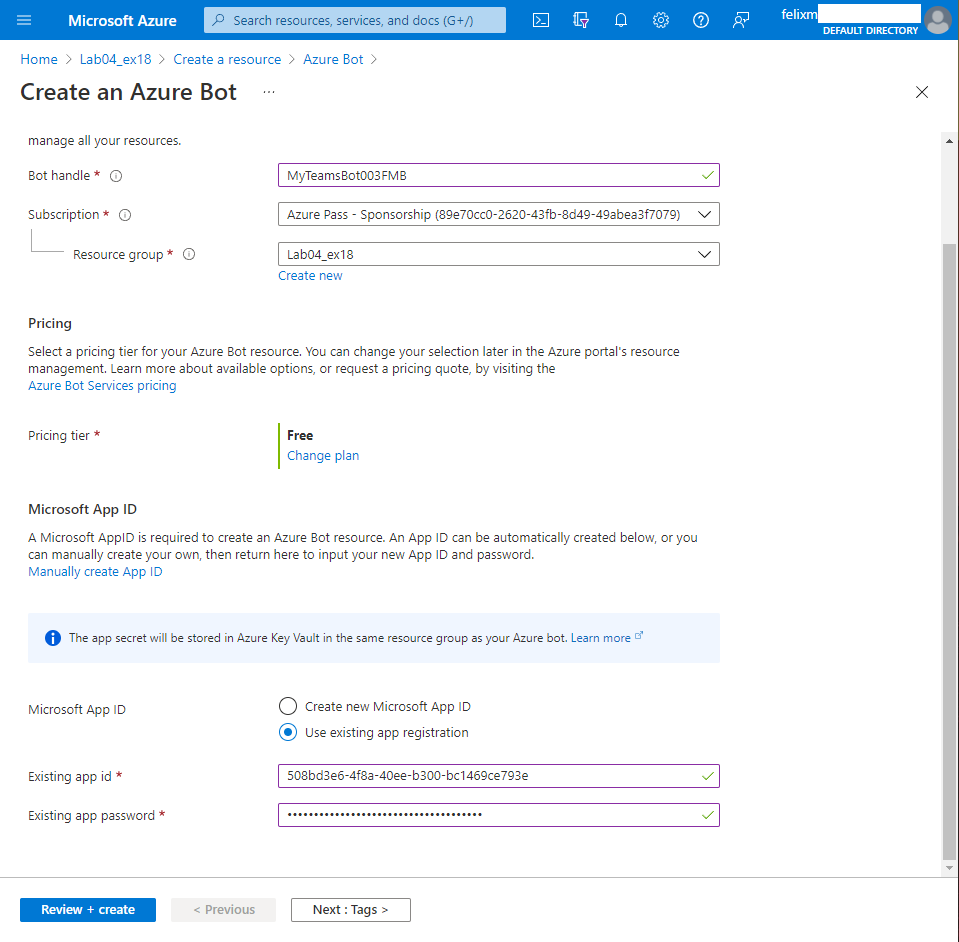 Microsoft Azure
Search resources, services, and docs (G+/)
felixm
DEFAULT DIRECTORY
Home > Lab04_ex18 > Create a resource > Azure Bot >
Create an Azure Bot ...
manage all your resources.
Bot handle * MyTeamsBot003FMB
Subscription * Azure Pass - Sponsorship (89e70cc0-2620-43fb-8d49-49abea3f7079)
Resource group * Lab04_ex18
Create new
Pricing
Select a pricing tier for your Azure Bot resource. You can change your selection later in the Azure portal's resource
management. Learn more about available options, or request a pricing quote, by visiting the
Azure Bot Services pricing
Pricing tier * Free
Change plan
Microsoft App ID
A Microsoft AppID is required to create an Azure Bot resource. An App ID can be automatically created below, or you
can manually create your own, then return here to input your new App ID and password.
Manually create App ID
The app secret will be stored in Azure Key Vault in the same resource group as your Azure bot. Learn more
Microsoft App ID Create new Microsoft App ID
Use existing app registration
Existing app id * 508bd3e6-4f8a-40ee-b300-bc1469ce793e
Existing app password * •••••••••••••••••••••••••••••••••••••
Review + create < Previous Next : Tags >